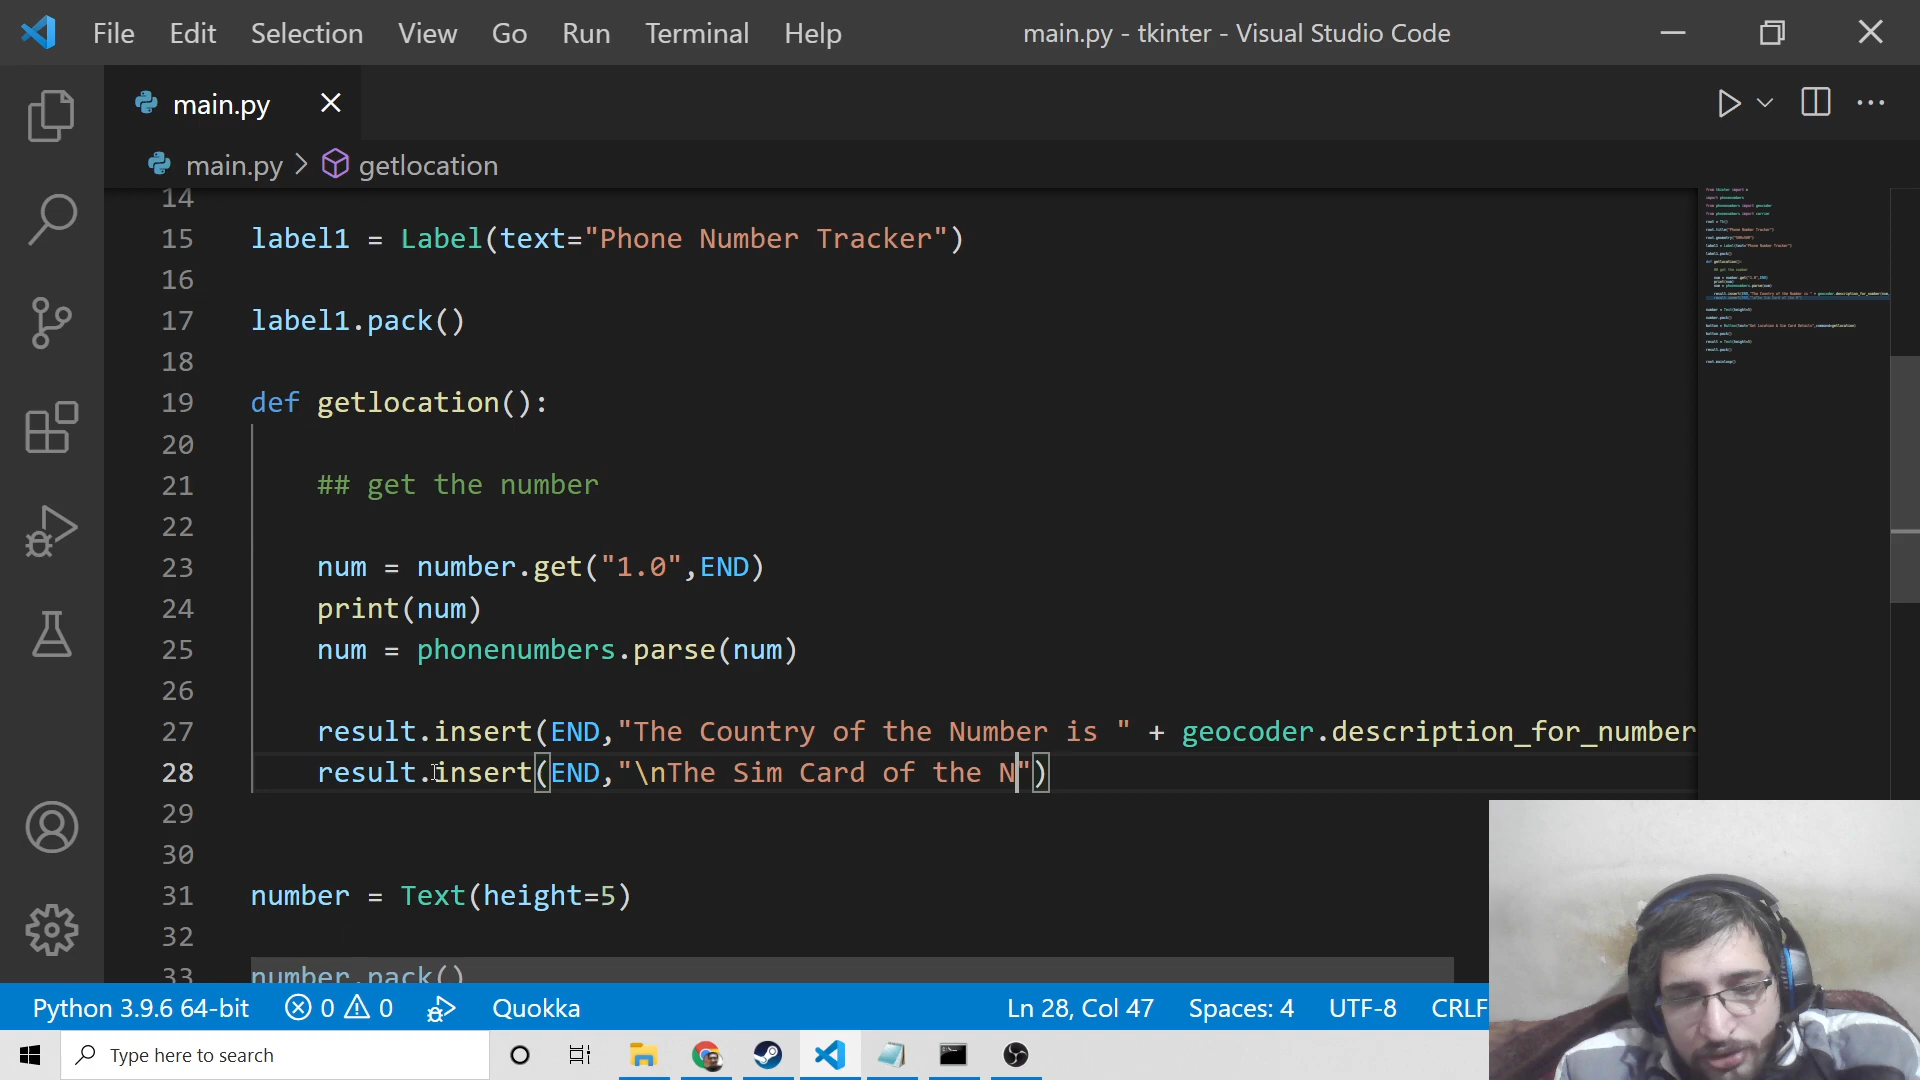 File Edit Selection View Go Run Terminal Help main.py - tkinter - Visual Studio Code
main.py
main.py > getlocation
14
15 label1 = Label(text="Phone Number Tracker")
16
17 label1.pack()
18
19 def getlocation():
20
21 ## get the number
22
23 num = number.get("1.0",END)
24 print(num)
25 num = phonenumbers.parse(num)
26
27 result.insert(END,"The Country of the Number is " + geocoder.description_for_number
28 result.insert(END,"\nThe Sim Card of the N")
29
30
31 number = Text(height=5)
32
33 number.pack()
Python 3.9.6 64-bit 0 0 Quokka Ln 28, Col 47 Spaces: 4 UTF-8 CRLF
Type here to search